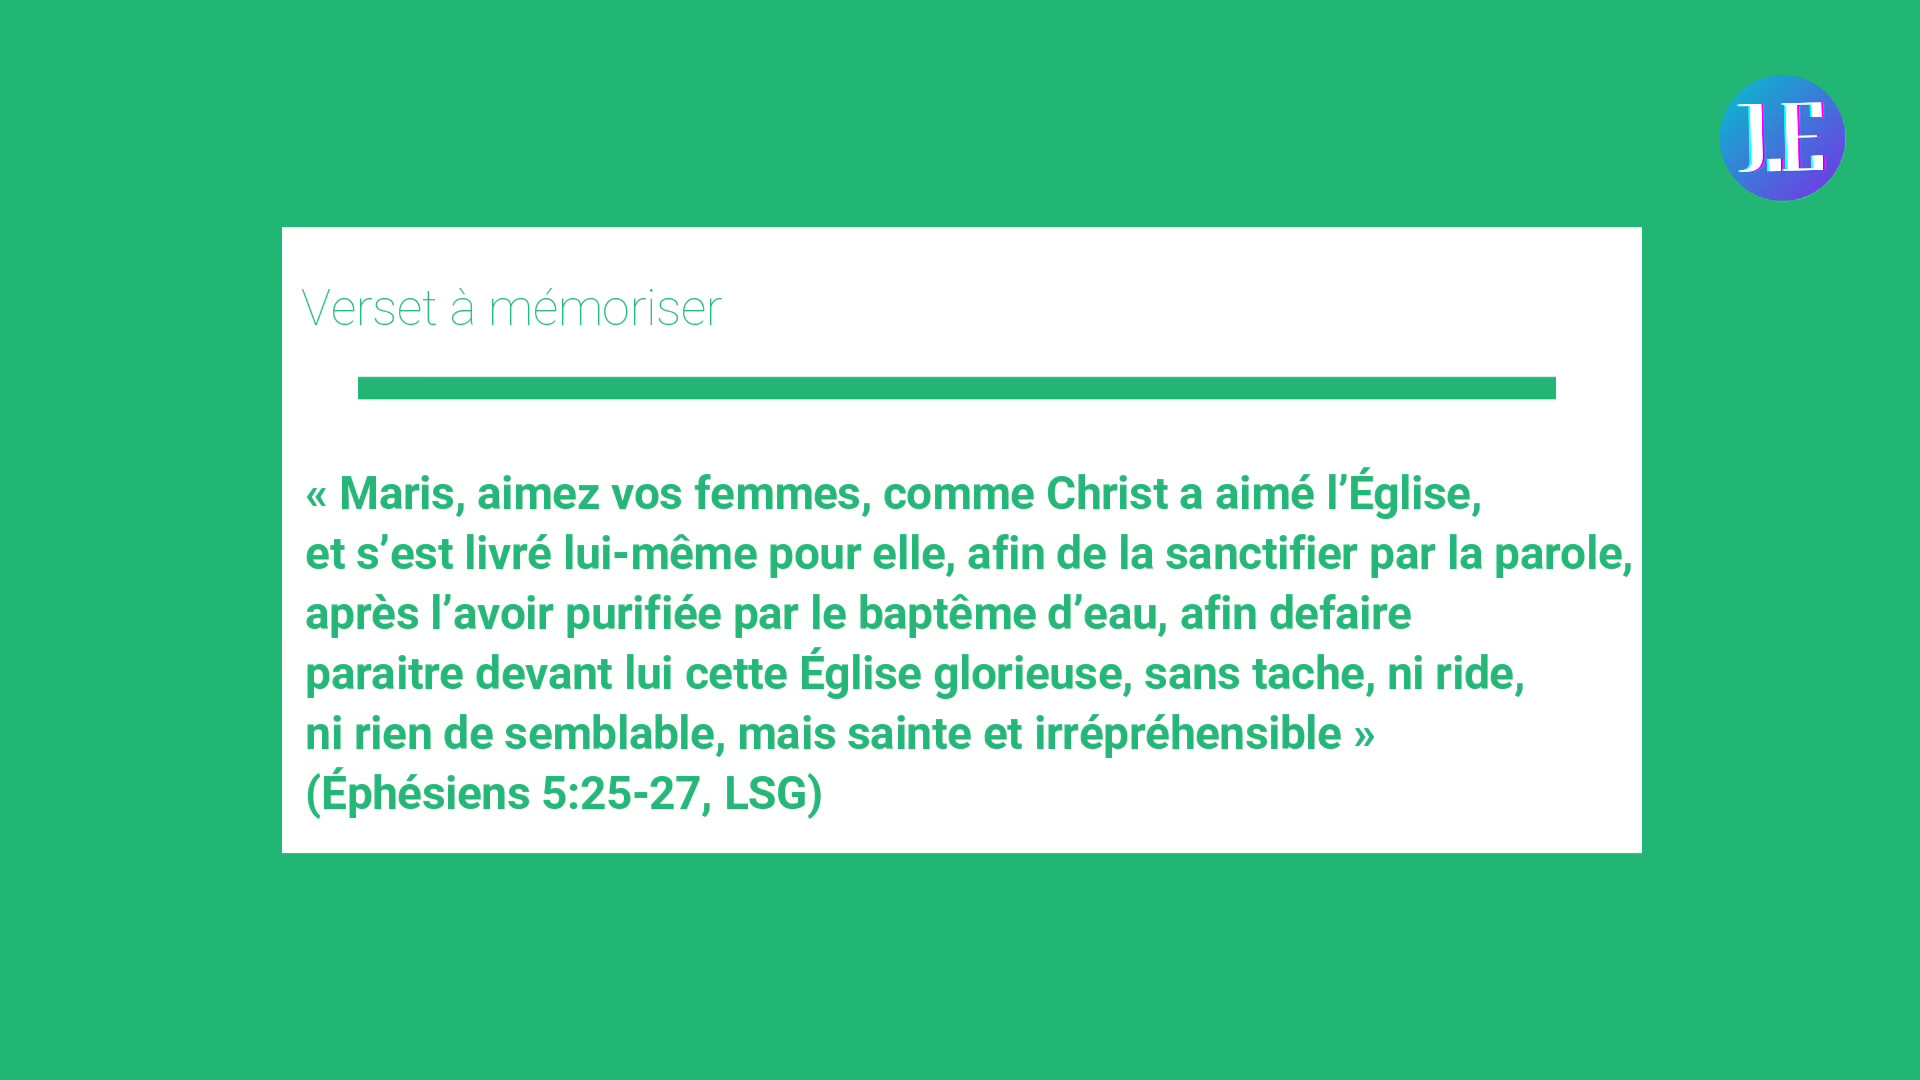 J.E
Verset à mémoriser
« Maris, aimez vos femmes, comme Christ a aimé l’Église,
et s’est livré lui-même pour elle, afin de la sanctifier par la parole,
après l’avoir purifiée par le baptême d’eau, afin defaire
paraitre devant lui cette Église glorieuse, sans tache, ni ride,
ni rien de semblable, mais sainte et irrépréhensible »
(Éphésiens 5:25-27, LSG)